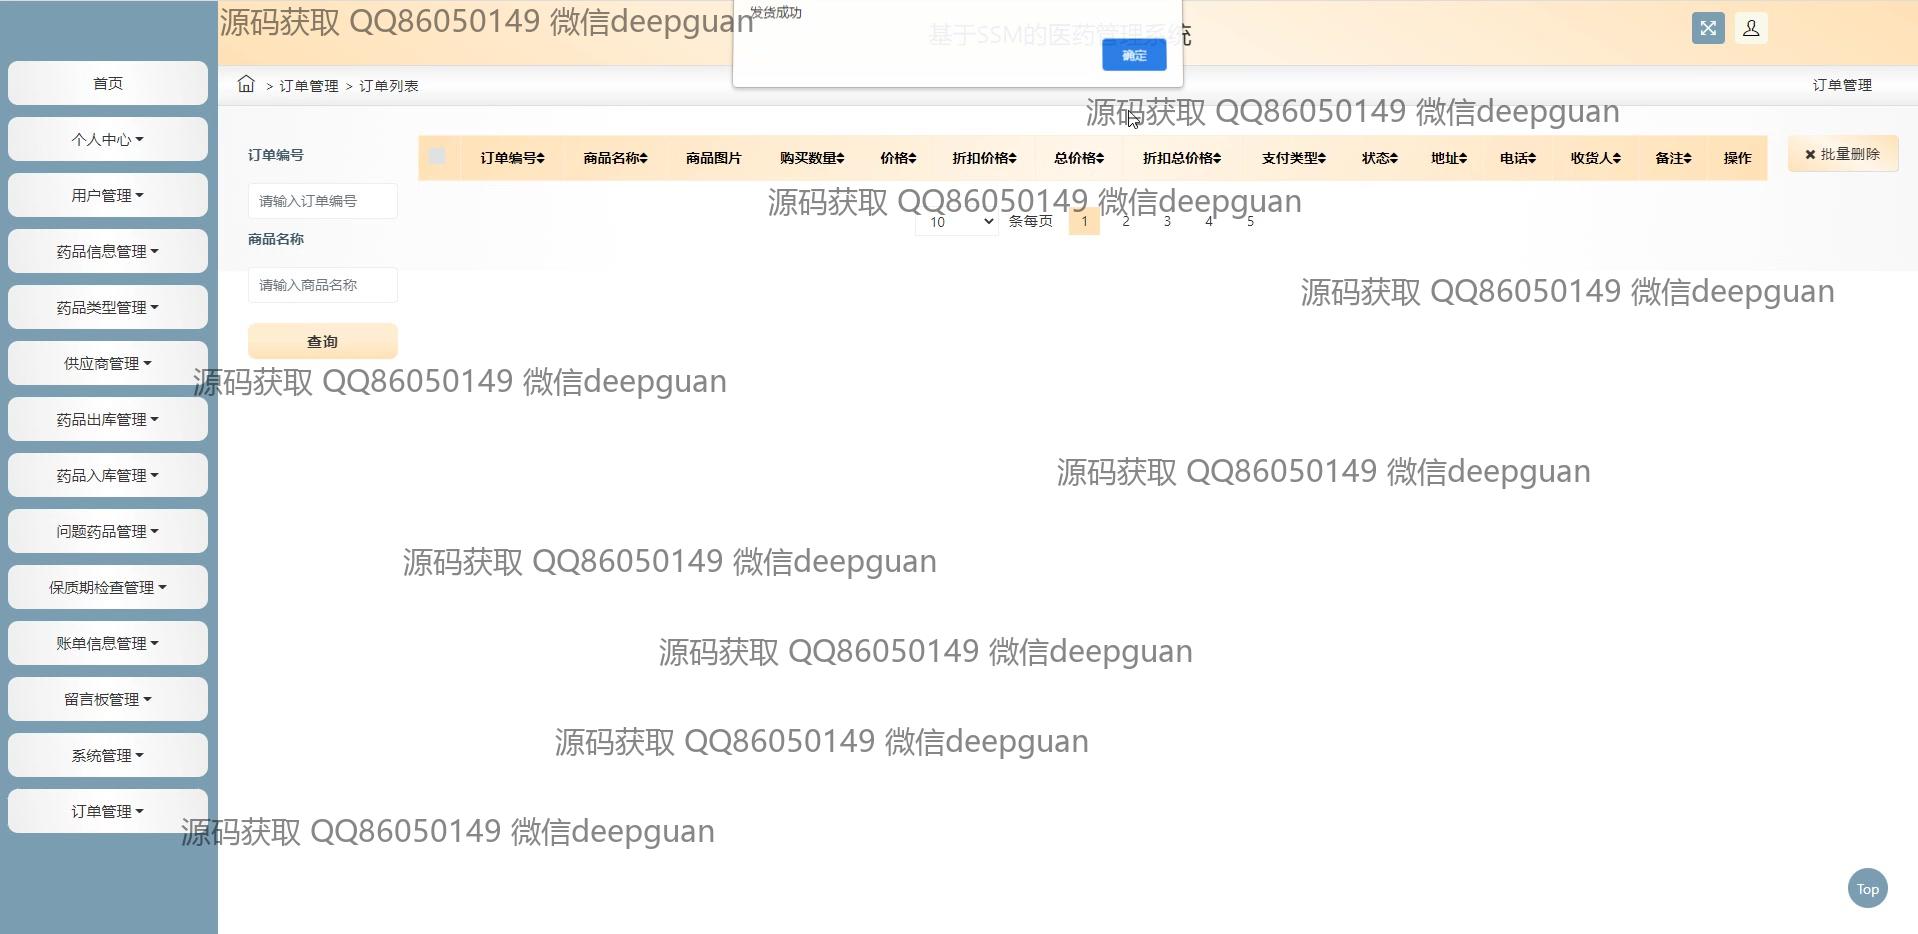 源码获取 QQ86050149 微信deepguan
发货成功
基于SSM的医药管理系统
确定
首页
> 订单管理 > 订单列表
订单管理
源码获取 QQ86050149 微信deepguan
个人中心
用户管理
药品信息管理
药品类型管理
供应商管理
药品出库管理
药品入库管理
问题药品管理
保质期检查管理
账单信息管理
留言板管理
系统管理
订单管理
订单编号
请输入订单编号
商品名称
请输入商品名称
查询
订单编号 商品名称 商品图片 购买数量 价格 折扣价格 总价格 折扣总价格 支付类型 状态 地址 电话 收货人 备注 操作
批量删除
源码获取 QQ86050149 微信deepguan
10 条每页 1 2 3 4 5
源码获取 QQ86050149 微信deepguan
源码获取 QQ86050149 微信deepguan
源码获取 QQ86050149 微信deepguan
源码获取 QQ86050149 微信deepguan
源码获取 QQ86050149 微信deepguan
源码获取 QQ86050149 微信deepguan
源码获取 QQ86050149 微信deepguan
Top